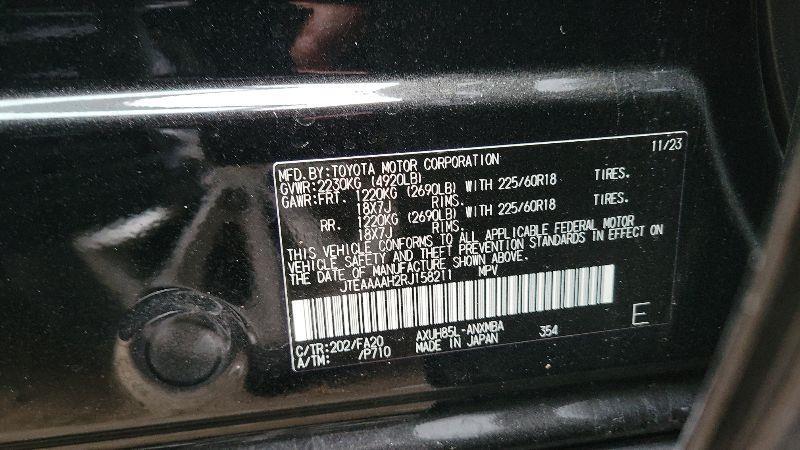 11/23
MFD.BY:TOYOTA MOTOR CORPORATION
GVWR:2230KG (4920LB)
GAWR:FRT. 1220KG (2690LB) WITH 225/60R18 TIRES.
18X7J RIMS.
RR. 1220KG (2690LB) WITH 225/60R18 TIRES.
18X7J RIMS.
THIS VEHICLE CONFORMS TO ALL APPLICABLE FEDERAL MOTOR
VEHICLE SAFETY AND THEFT PREVENTION STANDARDS IN EFFECT ON
THE DATE OF MANUFACTURE SHOWN ABOVE.
JTEAAAAH2RJ158211 MPV
C/TR:202/FA20 AXUH85L-ANXMBA 354 E
A/TM: /P710 MADE IN JAPAN